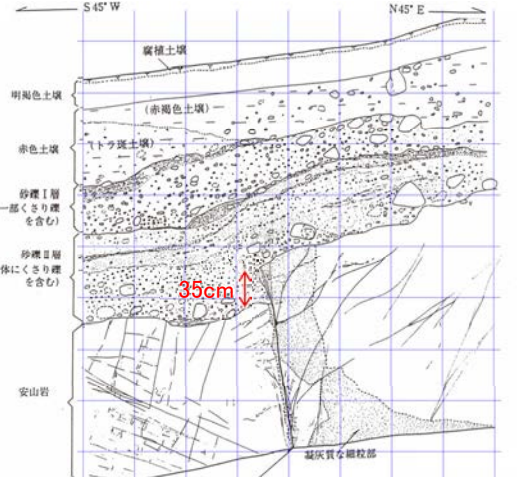 S 45° W
N 45° E
腐植土壌
明褐色土壌
(赤褐色土壌)
赤色土壌
(トラ斑土壌)
砂礫Ⅰ層
一部くさり礫
を含む)
砂礫Ⅱ層
体にくさり礫
を含む)
35cm
安山岩
凝灰質な細粒部